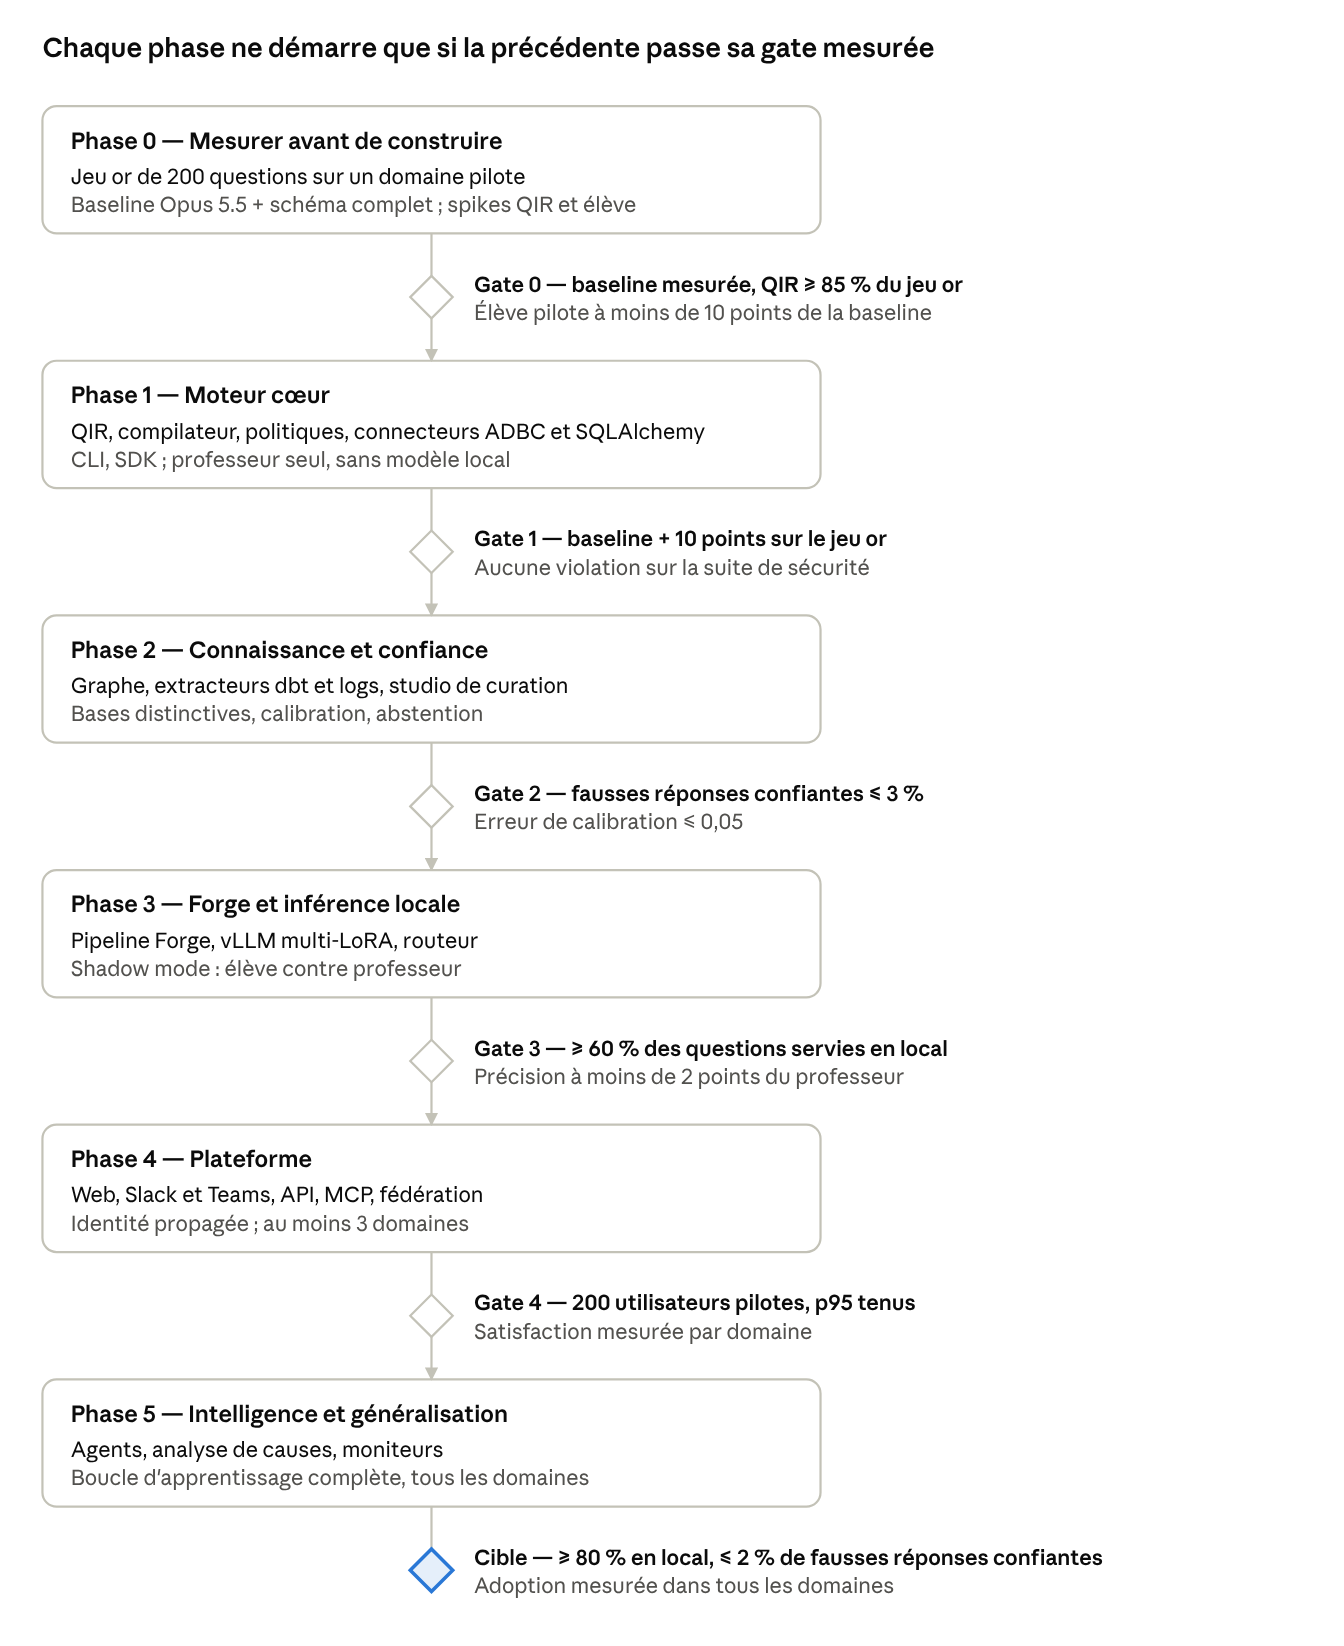 Chaque phase ne démarre que si la précédente passe sa gate mesurée
Phase 0 — Mesurer avant de construire
Jeu or de 200 questions sur un domaine pilote
Baseline Opus 5.5 + schéma complet ; spikes QIR et élève
Gate 0 — baseline mesurée, QIR ≥ 85 % du jeu or
Élève pilote à moins de 10 points de la baseline
Phase 1 — Moteur cœur
QIR, compilateur, politiques, connecteurs ADBC et SQLAlchemy
CLI, SDK ; professeur seul, sans modèle local
Gate 1 — baseline + 10 points sur le jeu or
Aucune violation sur la suite de sécurité
Phase 2 — Connaissance et confiance
Graphe, extracteurs dbt et logs, studio de curation
Bases distinctives, calibration, abstention
Gate 2 — fausses réponses confiantes ≤ 3 %
Erreur de calibration ≤ 0,05
Phase 3 — Forge et inférence locale
Pipeline Forge, vLLM multi-LoRA, routeur
Shadow mode : élève contre professeur
Gate 3 — ≥ 60 % des questions servies en local
Précision à moins de 2 points du professeur
Phase 4 — Plateforme
Web, Slack et Teams, API, MCP, fédération
Identité propagée ; au moins 3 domaines
Gate 4 — 200 utilisateurs pilotes, p95 tenus
Satisfaction mesurée par domaine
Phase 5 — Intelligence et généralisation
Agents, analyse de causes, moniteurs
Boucle d'apprentissage complète, tous les domaines
Cible — ≥ 80 % en local, ≤ 2 % de fausses réponses confiantes
Adoption mesurée dans tous les domaines